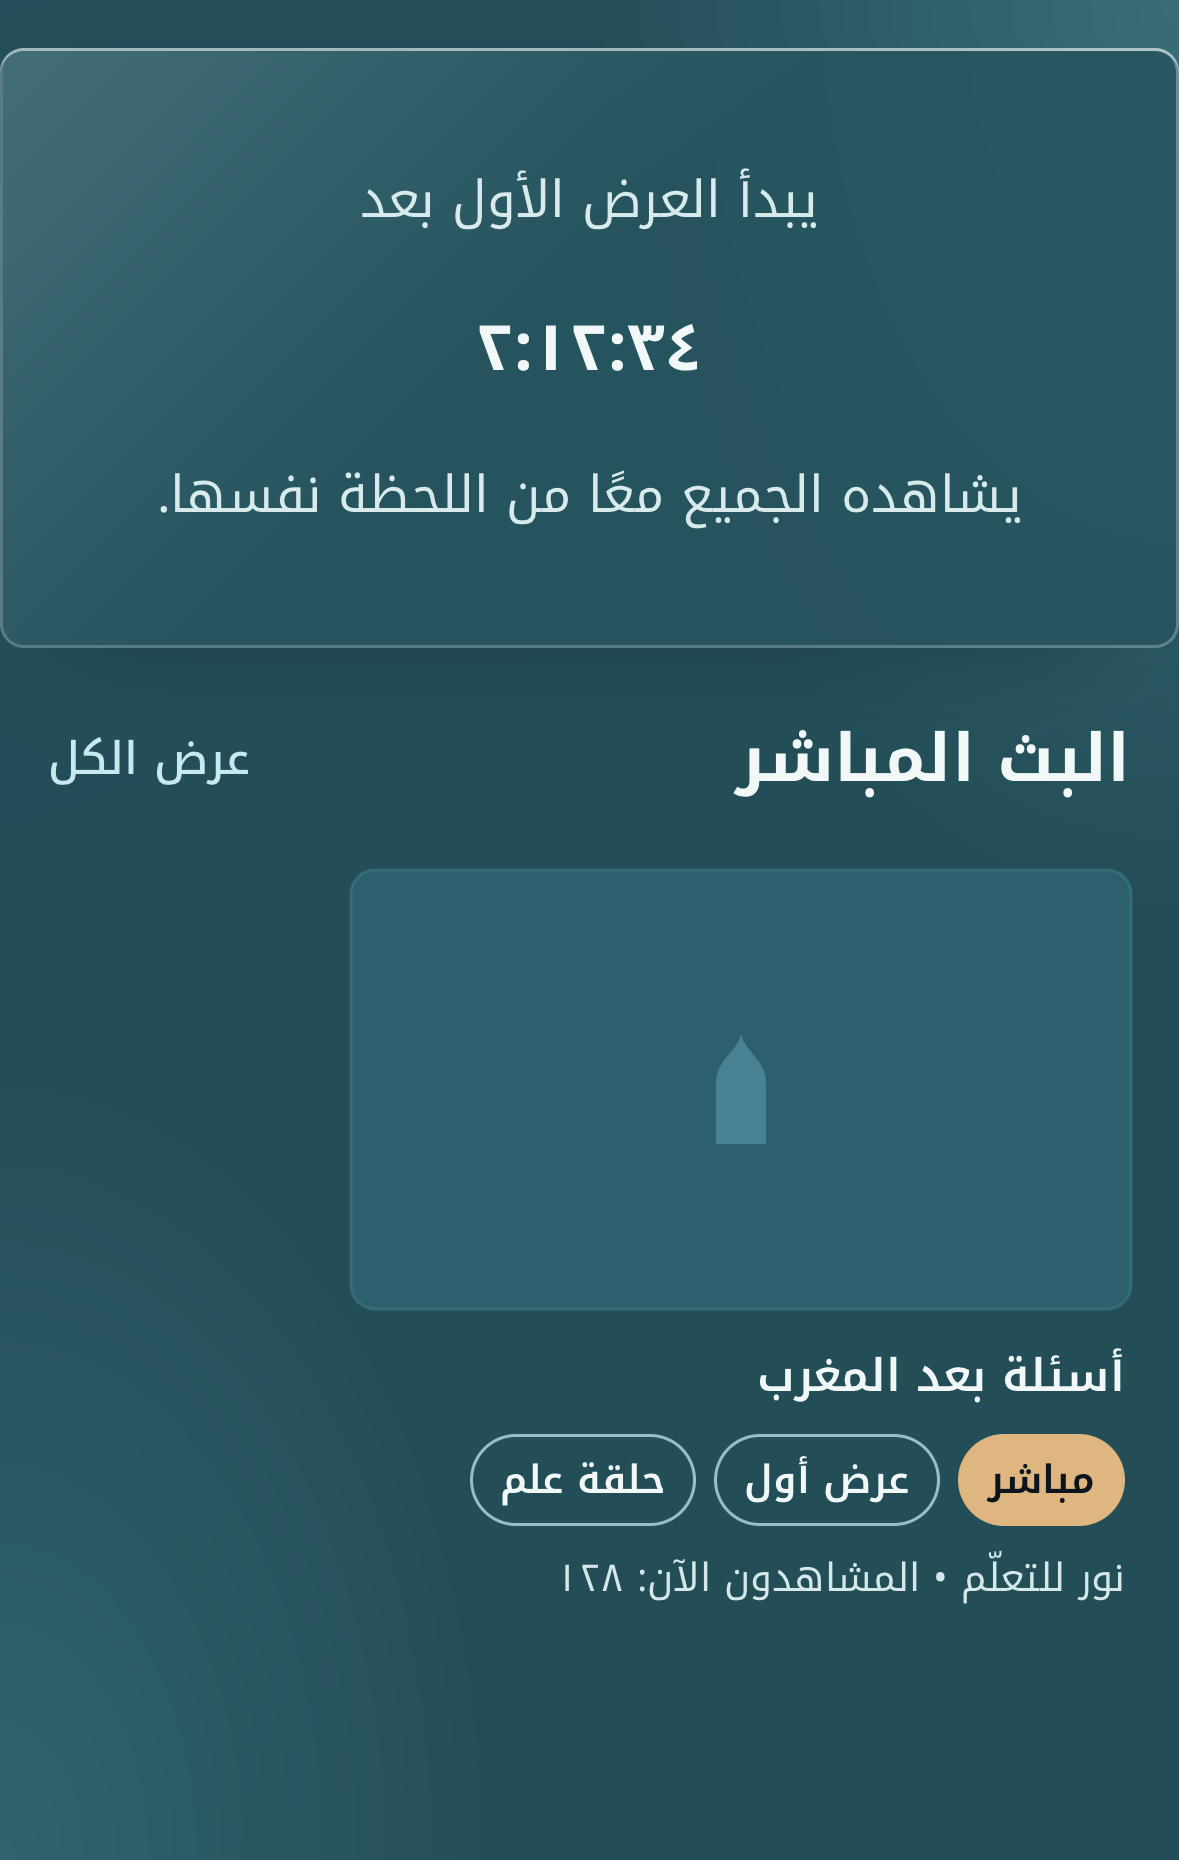 يبدأ العرض الأول بعد
٢:١٢:٣٤
يشاهده الجميع معًا من اللحظة نفسها.
البث المباشر
عرض الكل
أسئلة بعد المغرب
مباشر
عرض أول
حلقة علم
نور للتعلّم • المشاهدون الآن: ١٢٨